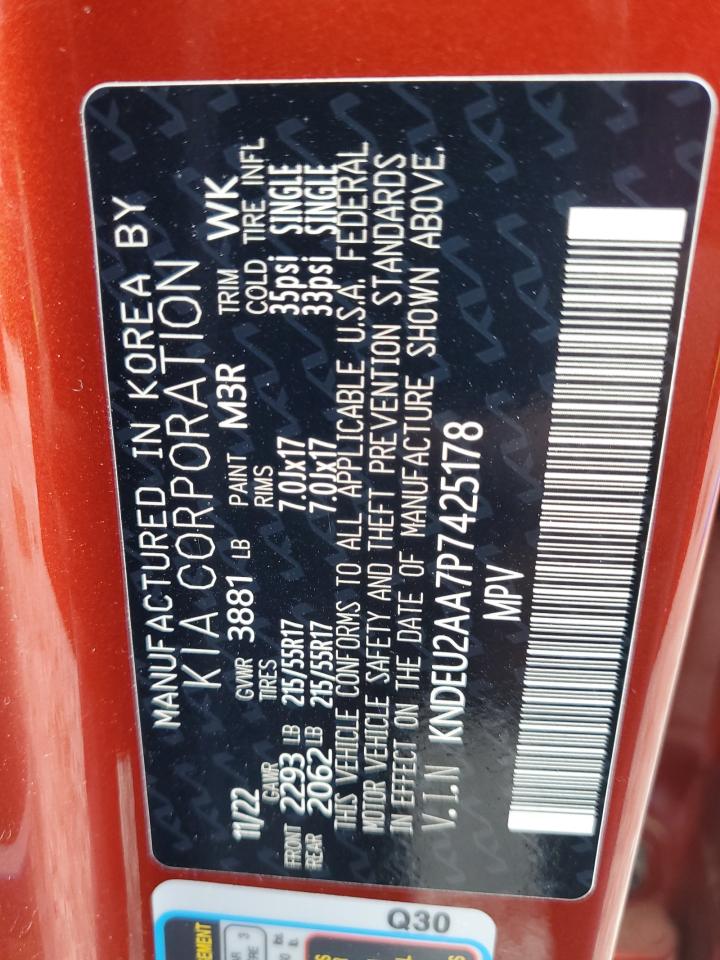 MANUFACTURED IN KOREA BY
KIA CORPORATION
11/22 GVWR 3881 LB PAINT M3R TRIM WK
GAWR TIRES RIMS COLD TIRE INFL
FRONT 2293 LB 215/55R17 7.0Jx17 35psi SINGLE
REAR 2062 LB 215/55R17 7.0Jx17 33psi SINGLE
THIS VEHICLE CONFORMS TO ALL APPLICABLE U.S.A. FEDERAL
MOTOR VEHICLE SAFETY AND THEFT PREVENTION STANDARDS
IN EFFECT ON THE DATE OF MANUFACTURE SHOWN ABOVE.
V.I.N KNDEU2AA7P7425178
MPV
Q30